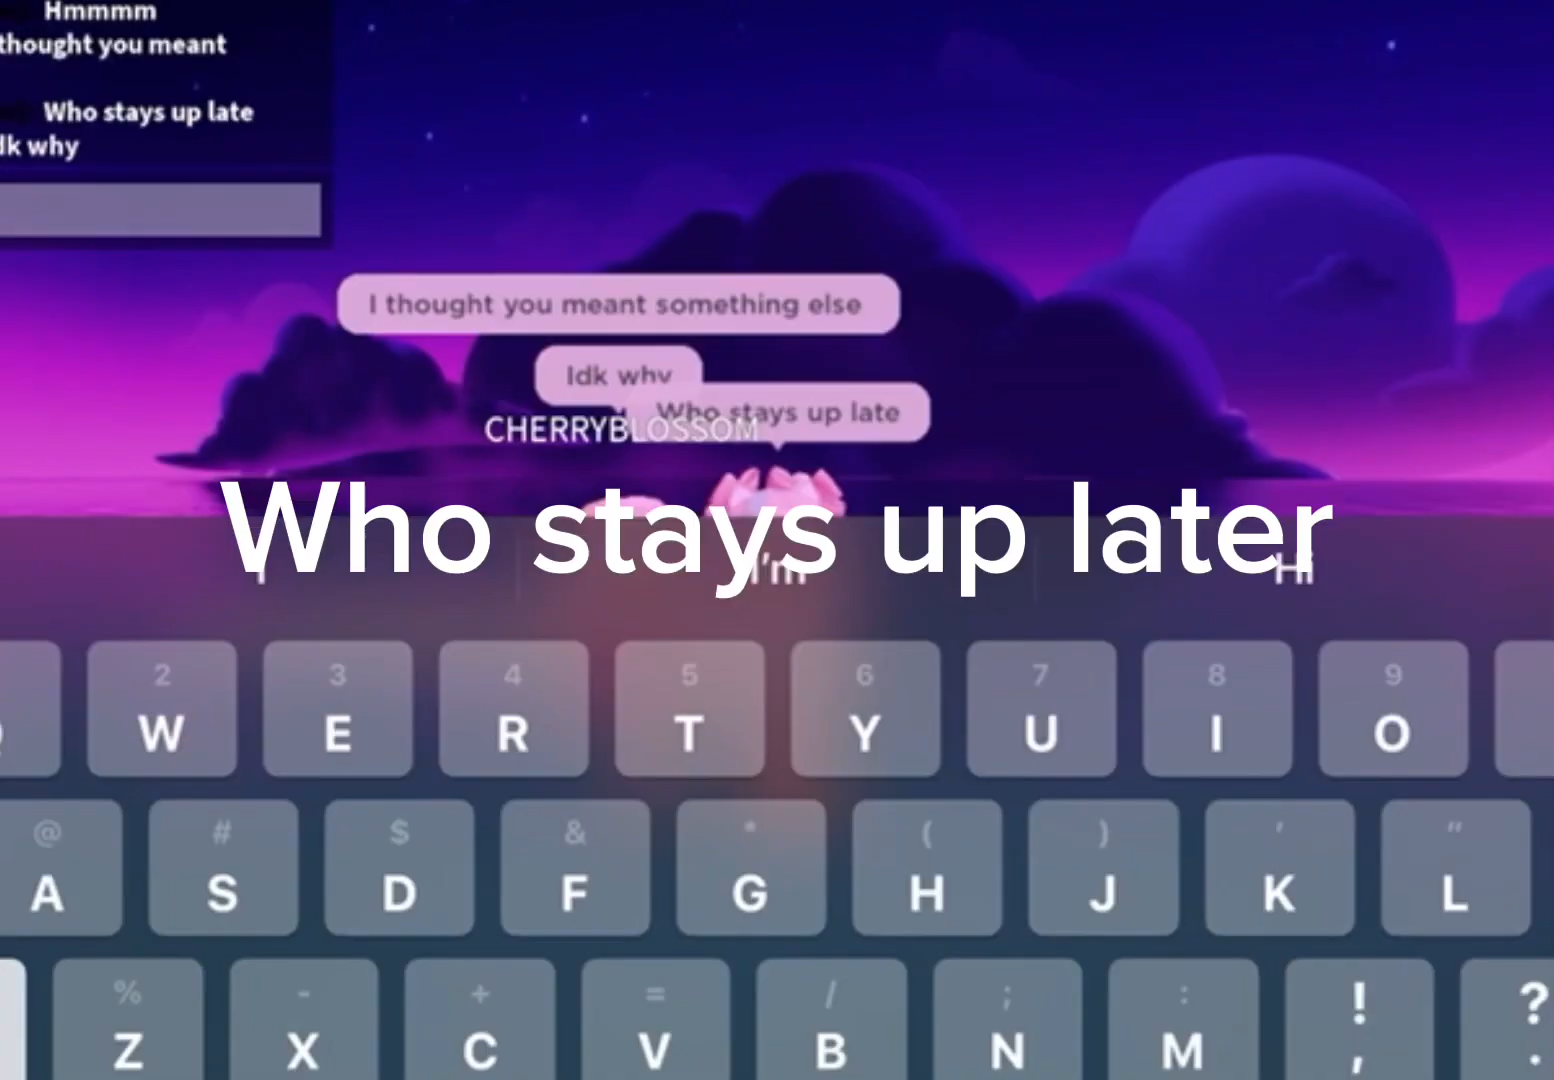 Hmmmm
thought you meant
Who stays up late
dk why
I thought you meant something else
Idk why
Who stays up late
CHERRYBLOSSOM
Who stays up later
I I'm Hi
2 3 4 5 6 7 8 9
W E R T Y U I O
@ # $ & * ( ) ' "
A S D F G H J K L
% - + = / ; : ! ?
Z X C V B N M , .